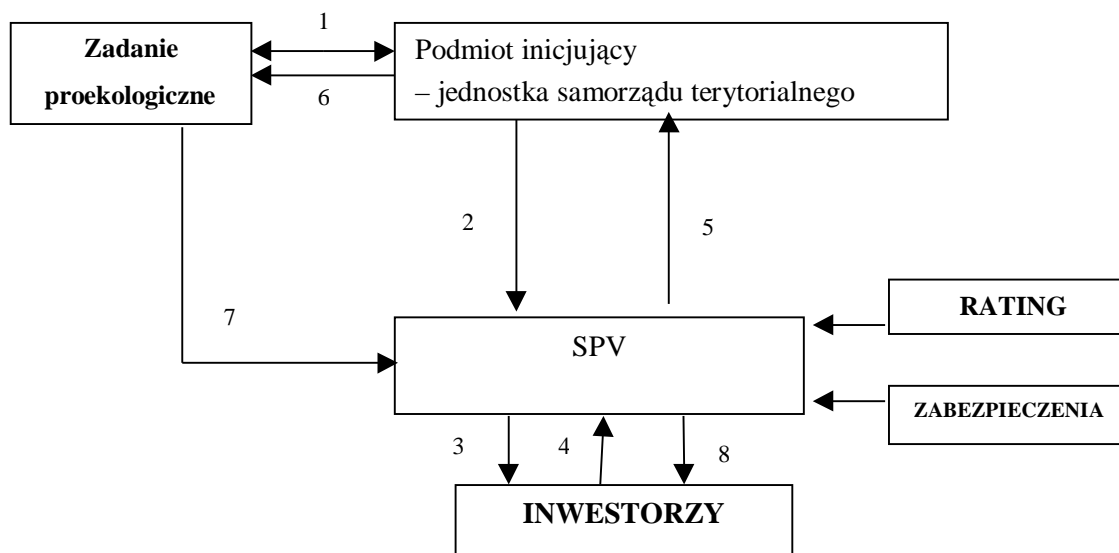 1
Zadanie
proekologiczne
Podmiot inicjujący
– jednostka samorządu terytorialnego
6
2
5
7
RATING
SPV
ZABEZPIECZENIA
3
4
8
INWESTORZY